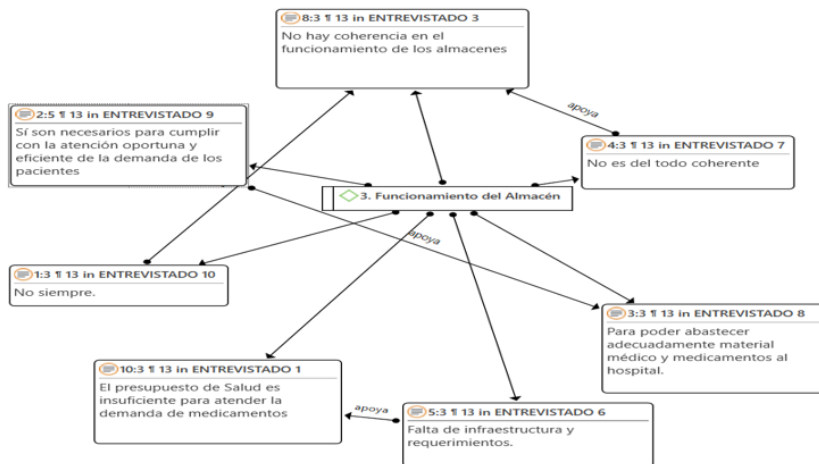 8:3 ¶ 13 in ENTREVISTADO 3
No hay coherencia en el
funcionamiento de los almacenes
2:5 ¶ 13 in ENTREVISTADO 9
Sí son necesarios para cumplir
con la atención oportuna y
eficiente de la demanda de los
pacientes
apoya
4:3 ¶ 13 in ENTREVISTADO 7
No es del todo coherente
3. Funcionamiento del Almacén
apoya
1:3 ¶ 13 in ENTREVISTADO 10
No siempre.
3:3 ¶ 13 in ENTREVISTADO 8
Para poder abastecer
adecuadamente material
médico y medicamentos al
hospital.
10:3 ¶ 13 in ENTREVISTADO 1
El presupuesto de Salud es
insuficiente para atender la
demanda de medicamentos
apoya
5:3 ¶ 13 in ENTREVISTADO 6
Falta de infraestructura y
requerimientos.